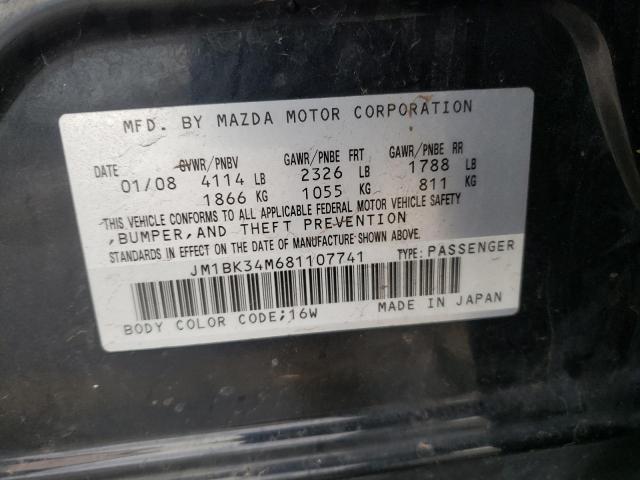 MFD. BY MAZDA MOTOR CORPORATION
DATE GVWR/PNBV GAWR/PNBE FRT GAWR/PNBE RR
01/08 4114 LB 2326 LB 1788 LB
1866 KG 1055 KG 811 KG
THIS VEHICLE CONFORMS TO ALL APPLICABLE FEDERAL MOTOR VEHICLE SAFETY
,BUMPER,AND THEFT PREVENTION
STANDARDS IN EFFECT ON THE DATE OF MANUFACTURE SHOWN ABOVE.
JM1BK34M681107741 TYPE:PASSENGER
BODY COLOR CODE;16W MADE IN JAPAN